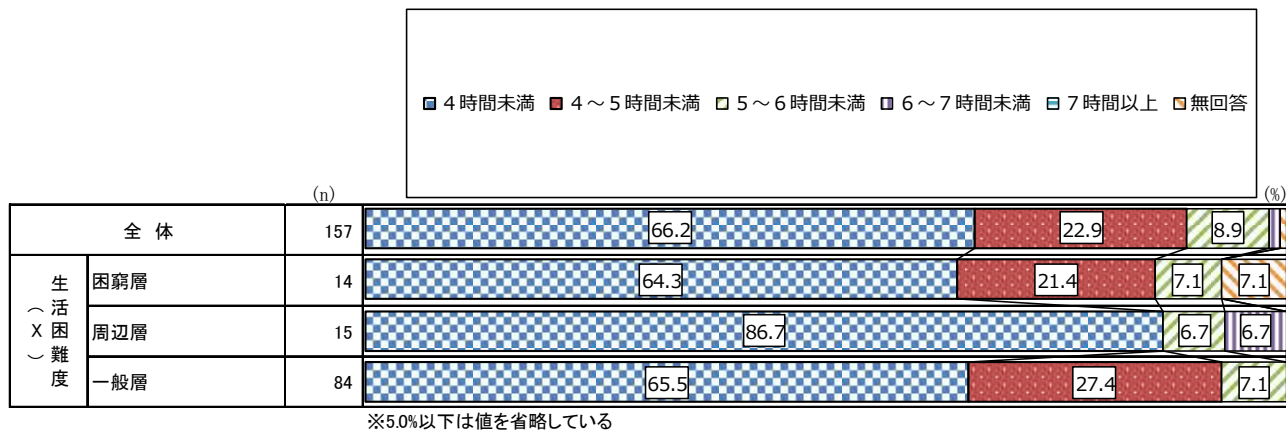 ４時間未満 ４～５時間未満 ５～６時間未満 ６～７時間未満 ７時間以上 無回答
(n) (%)
全 体 157 66.2 22.9 8.9
生活困難度（X）
困窮層 14 64.3 21.4 7.1 7.1
周辺層 15 86.7 6.7 6.7
一般層 84 65.5 27.4 7.1
※5.0%以下は値を省略している